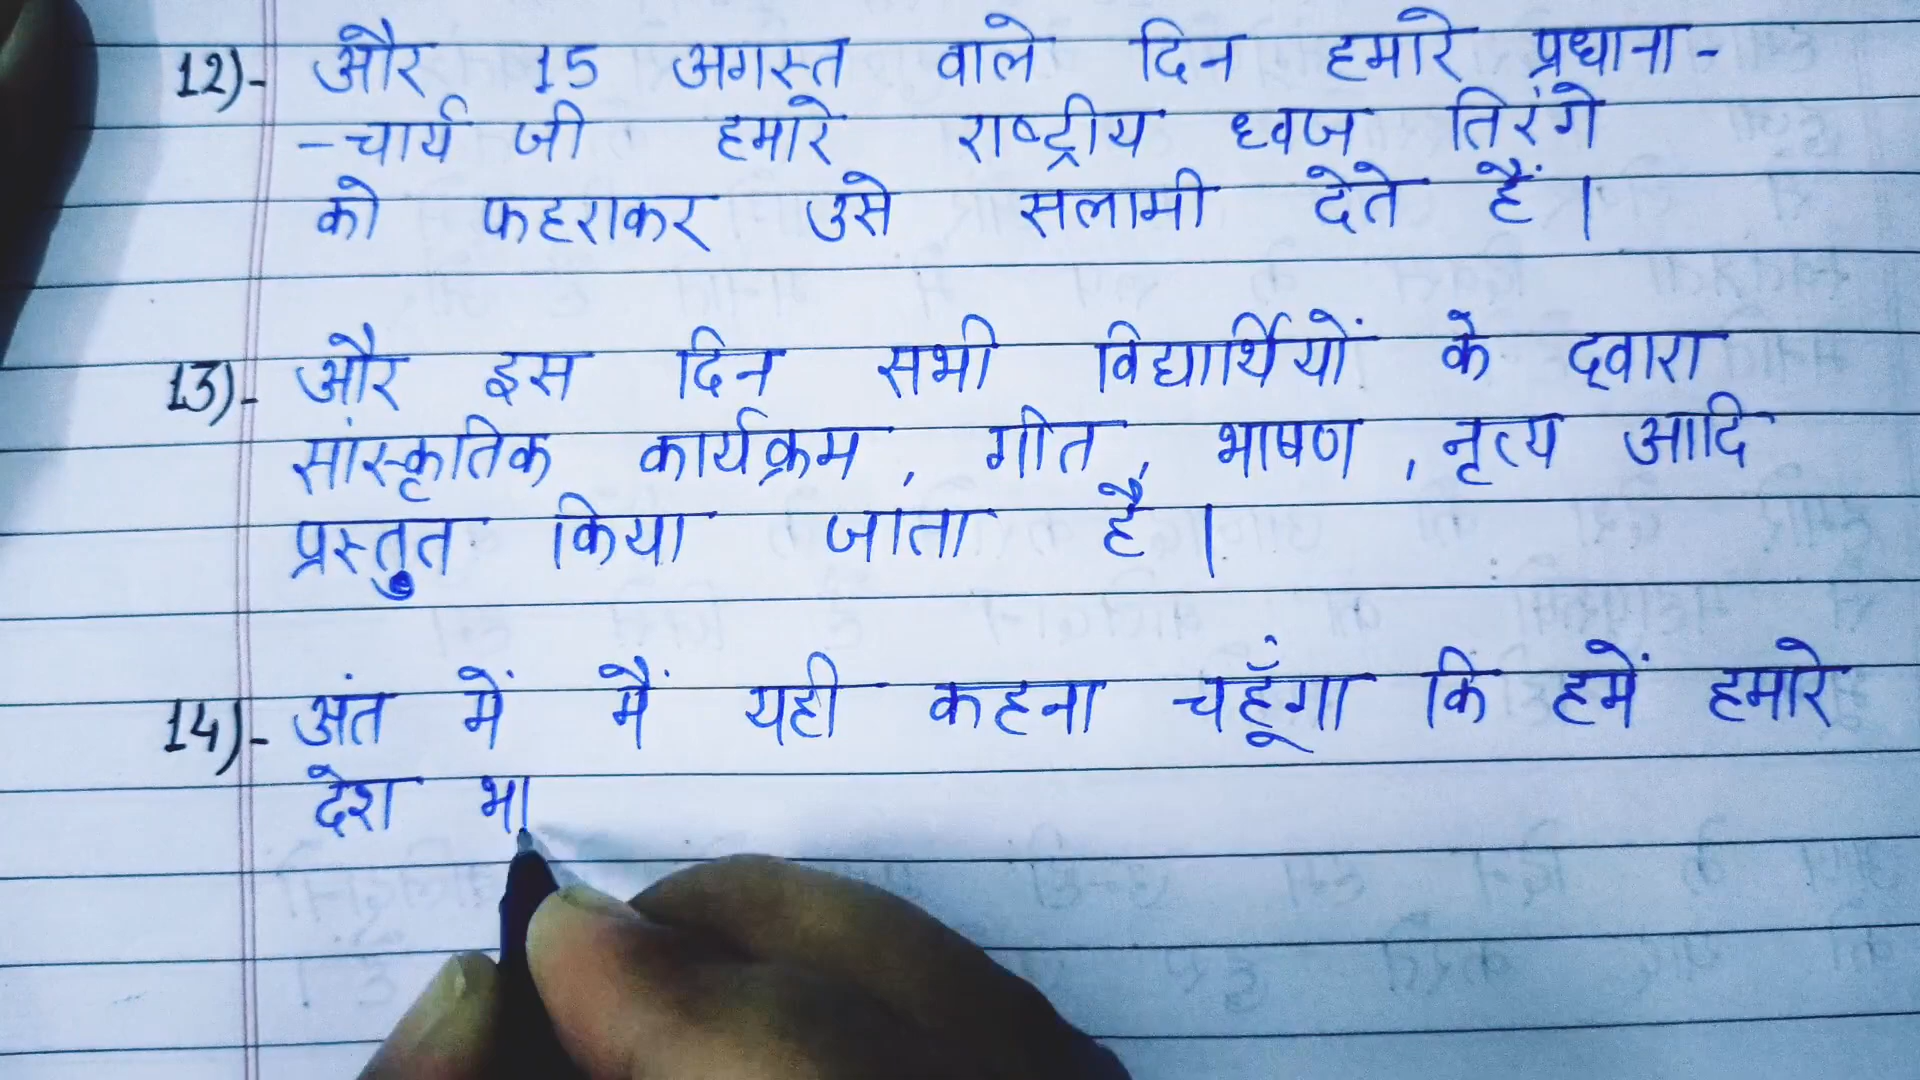 12)- और 15 अगस्त वाले दिन हमारे प्रधाना-
-चार्य जी हमारे राष्ट्रीय ध्वज तिरंगे
को फहराकर उसे सलामी देते हैं।
13)- और इस दिन सभी विद्यार्थियों के द्वारा
सांस्कृतिक कार्यक्रम, गीत, भाषण, नृत्य आदि
प्रस्तुत किया जाता है।
14)- अंत में मैं यही कहना चहूँगा कि हमें हमारे
देश भा